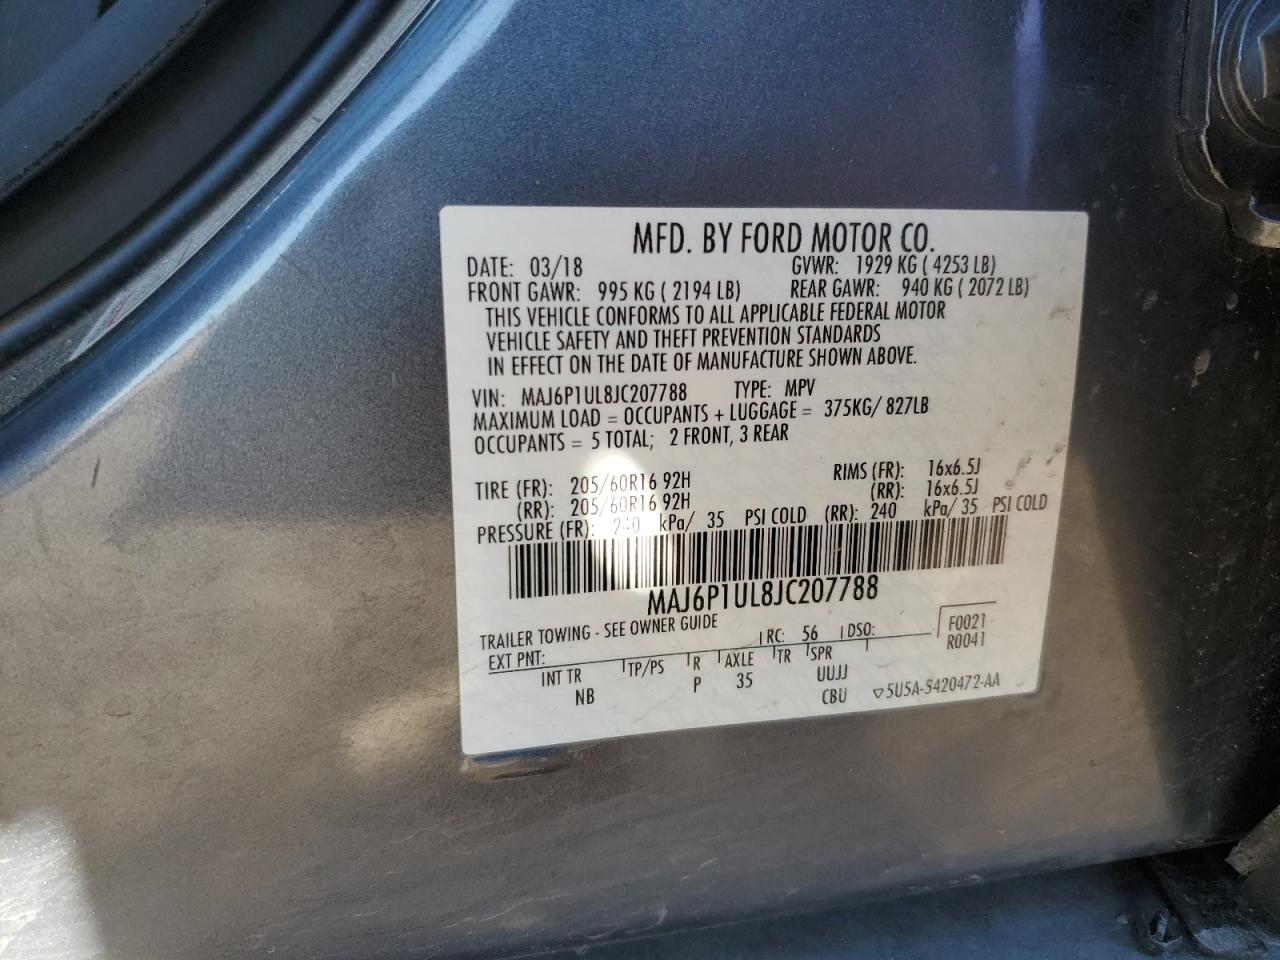 MFD. BY FORD MOTOR CO.
DATE: 03/18 GVWR: 1929 KG ( 4253 LB)
FRONT GAWR: 995 KG ( 2194 LB) REAR GAWR: 940 KG ( 2072 LB)
THIS VEHICLE CONFORMS TO ALL APPLICABLE FEDERAL MOTOR
VEHICLE SAFETY AND THEFT PREVENTION STANDARDS
IN EFFECT ON THE DATE OF MANUFACTURE SHOWN ABOVE.
VIN: MAJ6P1UL8JC207788 TYPE: MPV
MAXIMUM LOAD = OCCUPANTS + LUGGAGE = 375KG/ 827LB
OCCUPANTS = 5 TOTAL; 2 FRONT, 3 REAR
TIRE (FR): 205/60R16 92H RIMS (FR): 16x6.5J
(RR): 205/60R16 92H (RR): 16x6.5J
PRESSURE (FR): 240 kPa/ 35 PSI COLD (RR): 240 kPa/ 35 PSI COLD
MAJ6P1UL8JC207788
TRAILER TOWING - SEE OWNER GUIDE
EXT PNT: RC: 56 DSO: F0021
R0041
INT TR TP/PS R AXLE TR SPR
NB P 35 UUJJ
CBU ▽5U5A-5420472-AA